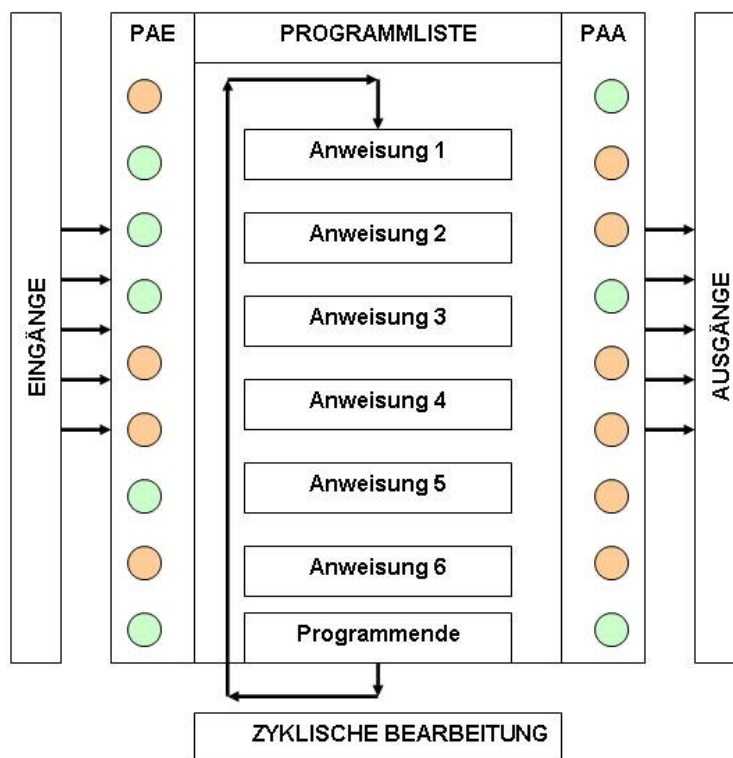 PAE
PROGRAMMLISTE
PAA
EINGÄNGE
Anweisung 1
Anweisung 2
Anweisung 3
Anweisung 4
Anweisung 5
Anweisung 6
Programmende
AUSGÄNGE
ZYKLISCHE BEARBEITUNG